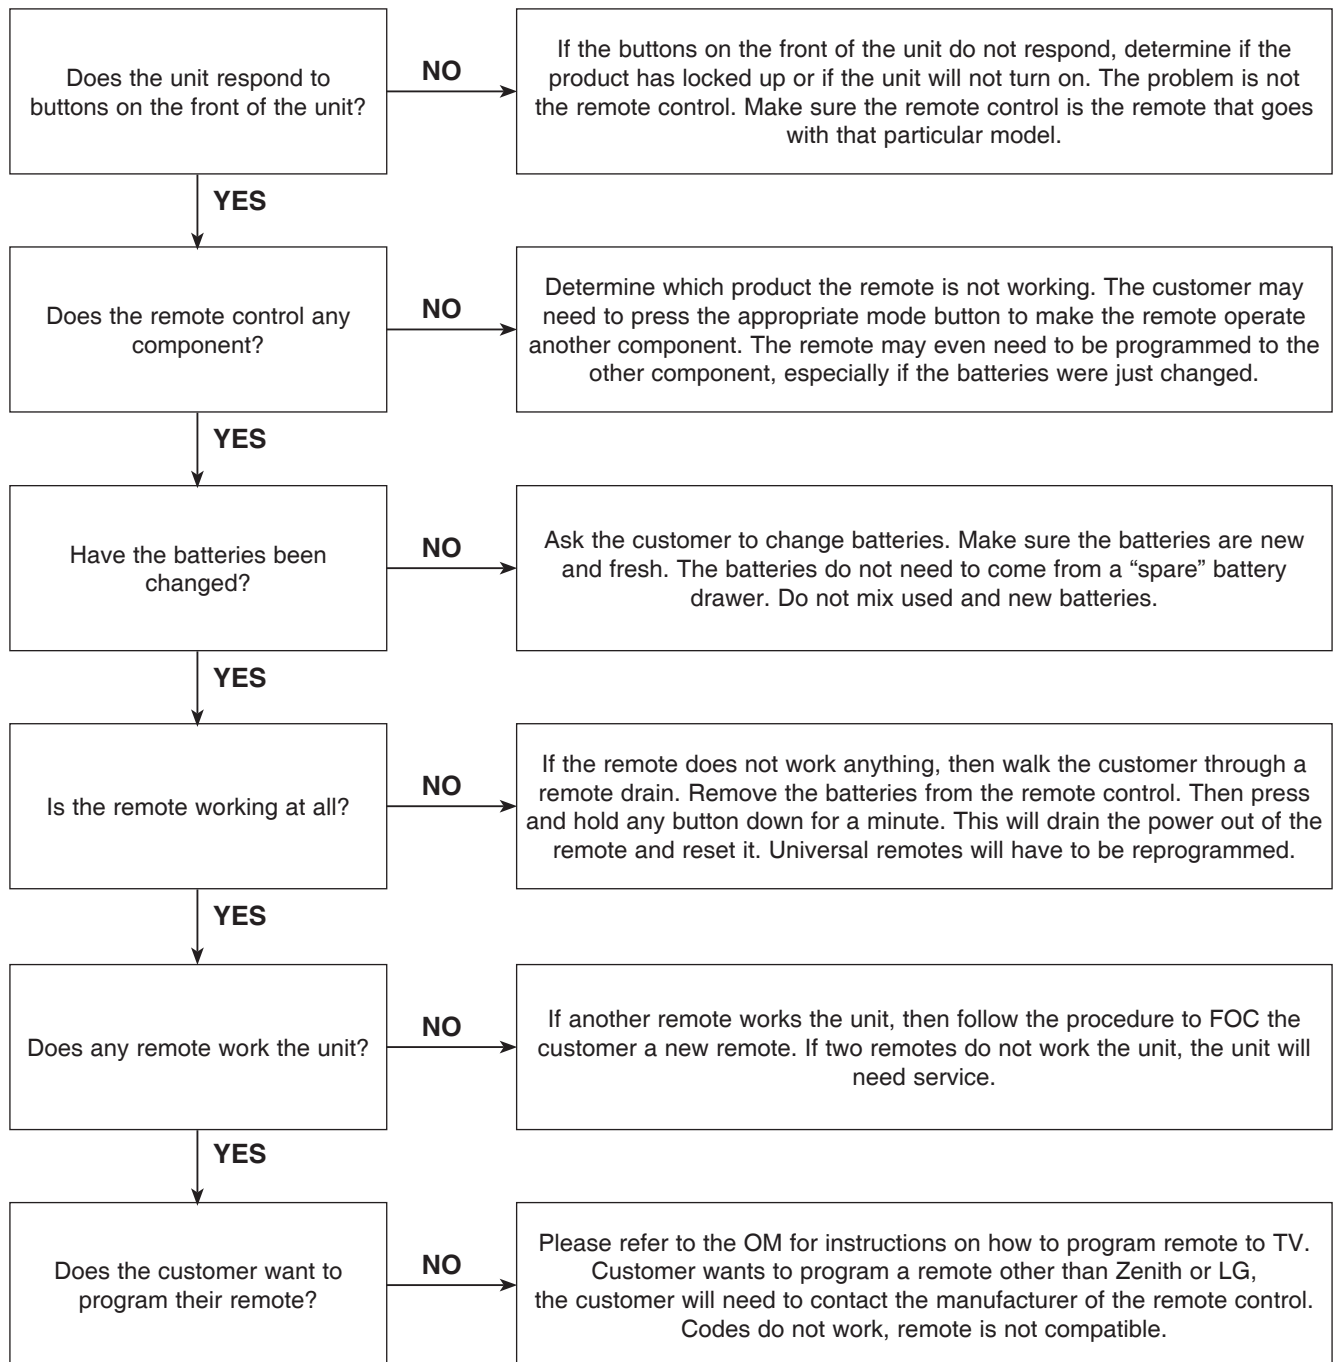 Does the unit respond to
buttons on the front of the unit?
NO
If the buttons on the front of the unit do not respond, determine if the
product has locked up or if the unit will not turn on. The problem is not
the remote control. Make sure the remote control is the remote that goes
with that particular model.
YES
Does the remote control any
component?
NO
Determine which product the remote is not working. The customer may
need to press the appropriate mode button to make the remote operate
another component. The remote may even need to be programmed to the
other component, especially if the batteries were just changed.
YES
Have the batteries been
changed?
NO
Ask the customer to change batteries. Make sure the batteries are new
and fresh. The batteries do not need to come from a “spare” battery
drawer. Do not mix used and new batteries.
YES
Is the remote working at all?
NO
If the remote does not work anything, then walk the customer through a
remote drain. Remove the batteries from the remote control. Then press
and hold any button down for a minute. This will drain the power out of the
remote and reset it. Universal remotes will have to be reprogrammed.
YES
Does any remote work the unit?
NO
If another remote works the unit, then follow the procedure to FOC the
customer a new remote. If two remotes do not work the unit, the unit will
need service.
YES
Does the customer want to
program their remote?
NO
Please refer to the OM for instructions on how to program remote to TV.
Customer wants to program a remote other than Zenith or LG,
the customer will need to contact the manufacturer of the remote control.
Codes do not work, remote is not compatible.